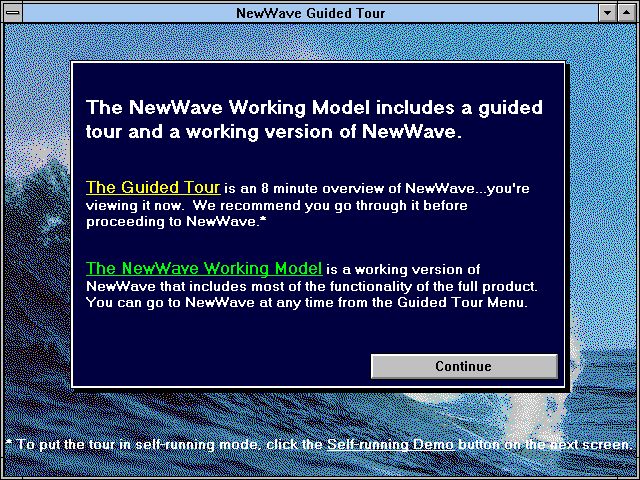 NewWave Guided Tour
The NewWave Working Model includes a guided
tour and a working version of NewWave.
The Guided Tour is an 8 minute overview of NewWave...you're
viewing it now.  We recommend you go through it before
proceeding to NewWave.*
The NewWave Working Model is a working version of
NewWave that includes most of the functionality of the full product.
You can go to NewWave at any time from the Guided Tour Menu.
Continue
* To put the tour in self-running mode, click the Self-running Demo button on the next screen.